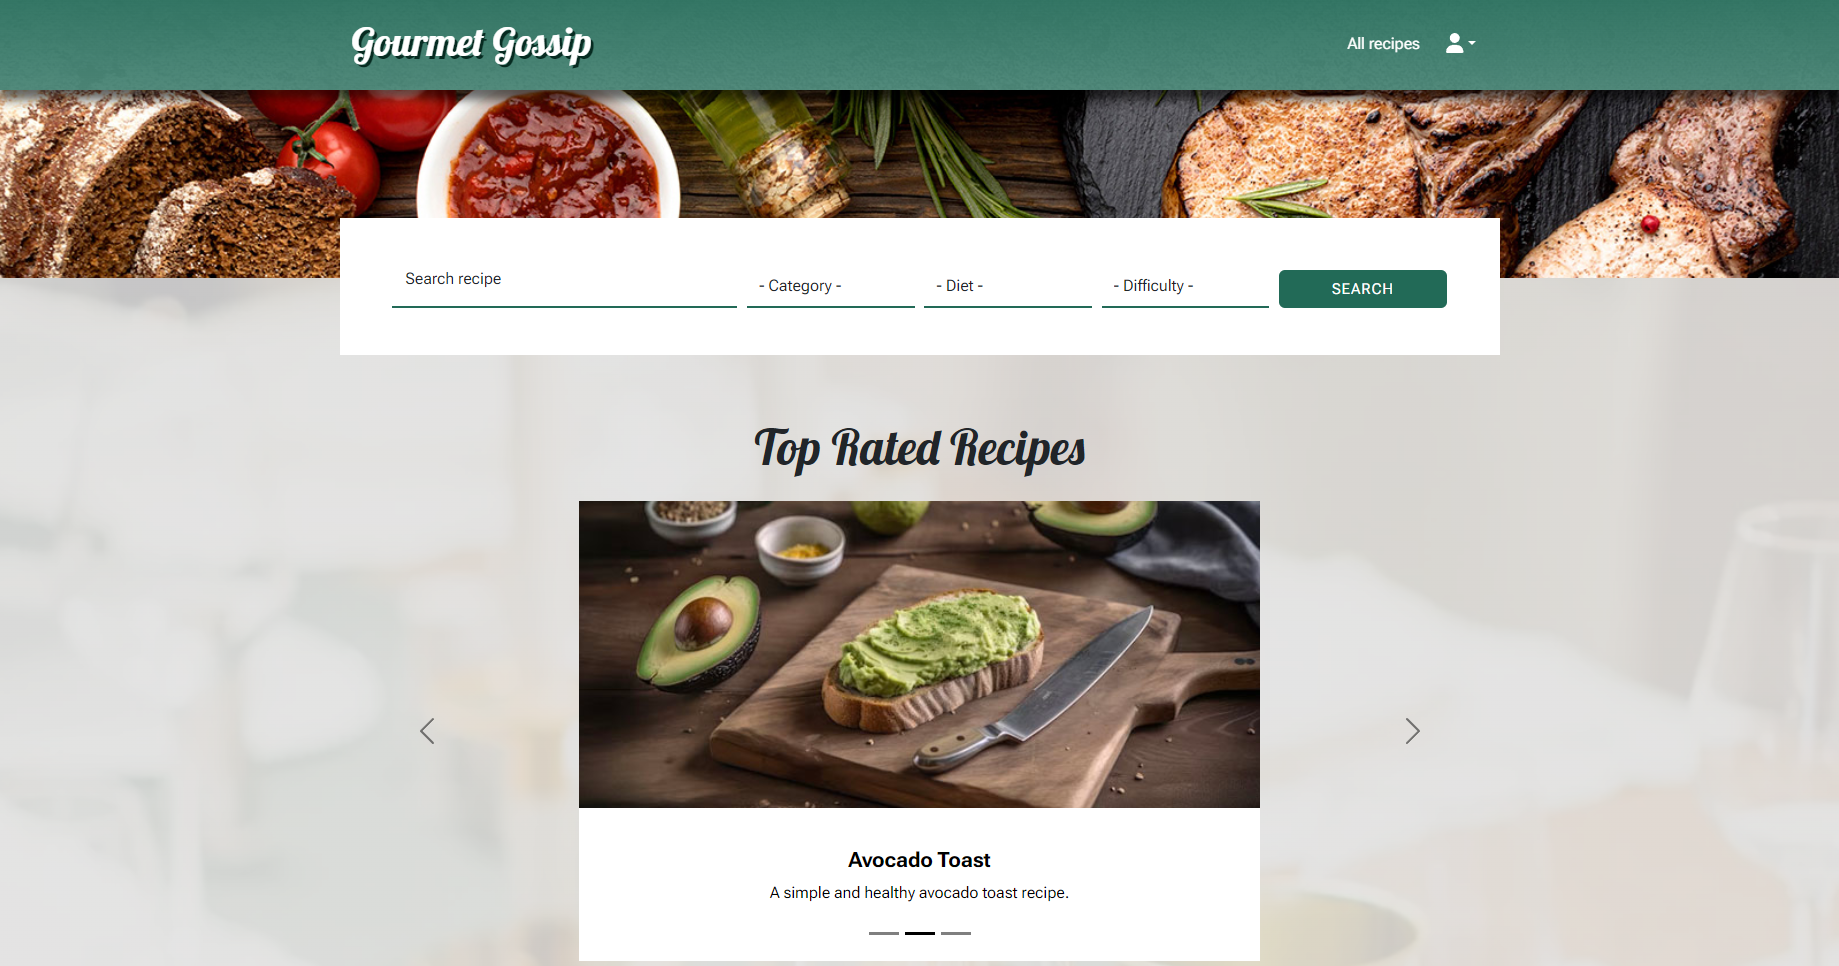 Gourmet Gossip
All recipes
Search recipe
- Category -
- Diet -
- Difficulty -
SEARCH
Top Rated Recipes
Avocado Toast
A simple and healthy avocado toast recipe.